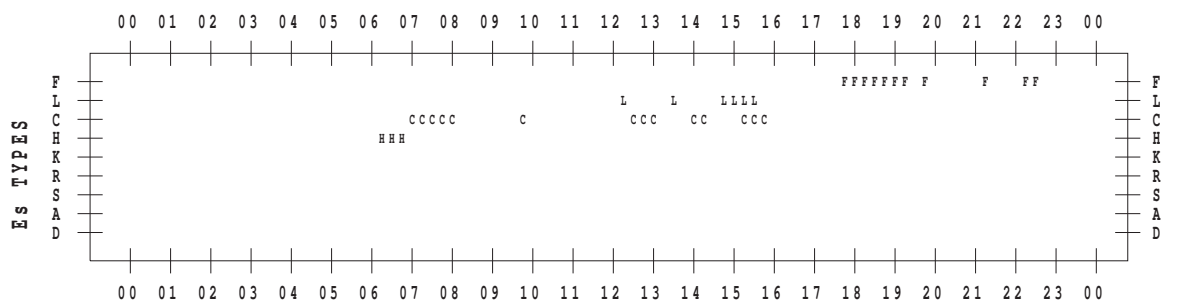 00 01 02 03 04 05 06 07 08 09 10 11 12 13 14 15 16 17 18 19 20 21 22 23 00
F FFFFFFF F F FF F
L L L LLLL L
C CCCCC C CCC CC CCC C
H HHH H
K K
R R
S S
A A
D D
Es TYPES
00 01 02 03 04 05 06 07 08 09 10 11 12 13 14 15 16 17 18 19 20 21 22 23 00